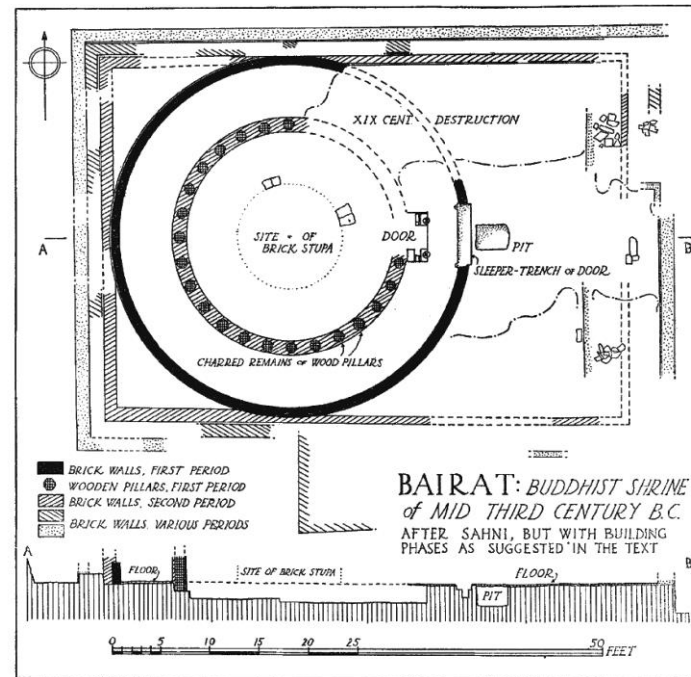 XIX CENT. DESTRUCTION
A
SITE OF
BRICK STUPA
DOOR
PIT
B
SLEEPER-TRENCH OF DOOR
CHARRED REMAINS OF WOOD PILLARS
BRICK WALLS, FIRST PERIOD
WOODEN PILLARS, FIRST PERIOD
BRICK WALLS, SECOND PERIOD
BRICK WALLS, VARIOUS PERIODS
BAIRAT: BUDDHIST SHRINE
of MID THIRD CENTURY B.C.
AFTER SAHNI, BUT WITH BUILDING
PHASES AS SUGGESTED IN THE TEXT
A
FLOOR
SITE OF BRICK STUPA
FLOOR
B
PIT
0 5 10 15 20 25 50 FEET